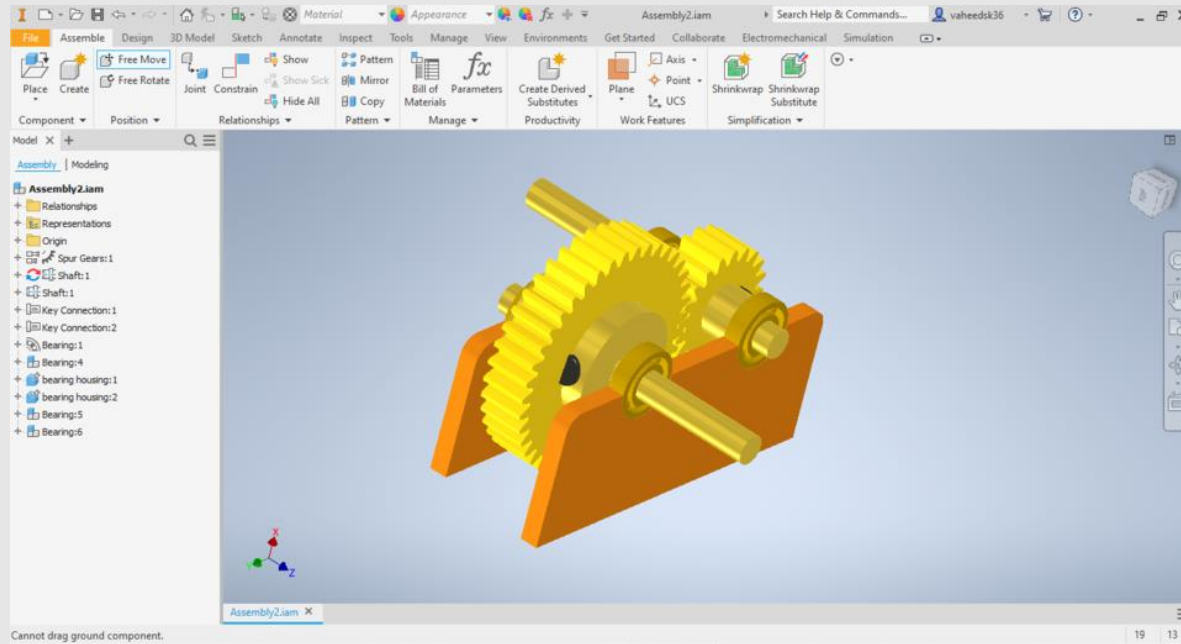 Material
Appearance
fx
Assembly2.iam
Search Help & Commands...
vaheedsk36
File Assemble Design 3D Model Sketch Annotate Inspect Tools Manage View Environments Get Started Collaborate Electromechanical Simulation
Place
Create
Free Move
Free Rotate
Component
Position
Joint
Constrain
Show
Show Sick
Hide All
Relationships
Pattern
Mirror
Copy
Pattern
Bill of
Materials
fx
Parameters
Manage
Create Derived
Substitutes
Productivity
Plane
Axis
Point
UCS
Work Features
Shrinkwrap
Shrinkwrap
Substitute
Simplification
Model
Assembly | Modeling
Assembly2.iam
Relationships
Representations
Origin
Spur Gears:1
Shaft:1
Shaft:1
Key Connection:1
Key Connection:2
Bearing:1
Bearing:4
bearing housing:1
bearing housing:2
Bearing:5
Bearing:6
X
Y
Z
Assembly2.iam
Cannot drag ground component.
19 13